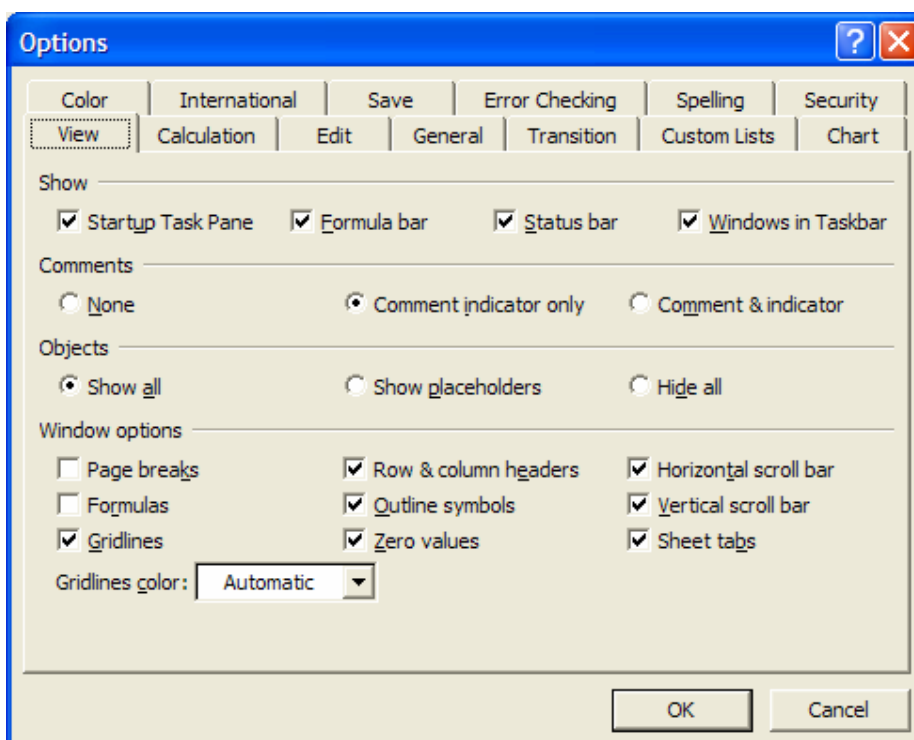 Options
Color International Save Error Checking Spelling Security
View Calculation Edit General Transition Custom Lists Chart
Show
Startup Task Pane Formula bar Status bar Windows in Taskbar
Comments
None Comment indicator only Comment & indicator
Objects
Show all Show placeholders Hide all
Window options
Page breaks Row & column headers Horizontal scroll bar
Formulas Outline symbols Vertical scroll bar
Gridlines Zero values Sheet tabs
Gridlines color: Automatic
OK Cancel